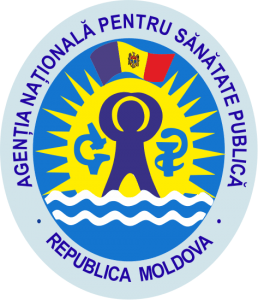 AGENȚIA NAȚIONALĂ PENTRU SĂNĂTATE PUBLICĂ
· REPUBLICA MOLDOVA ·